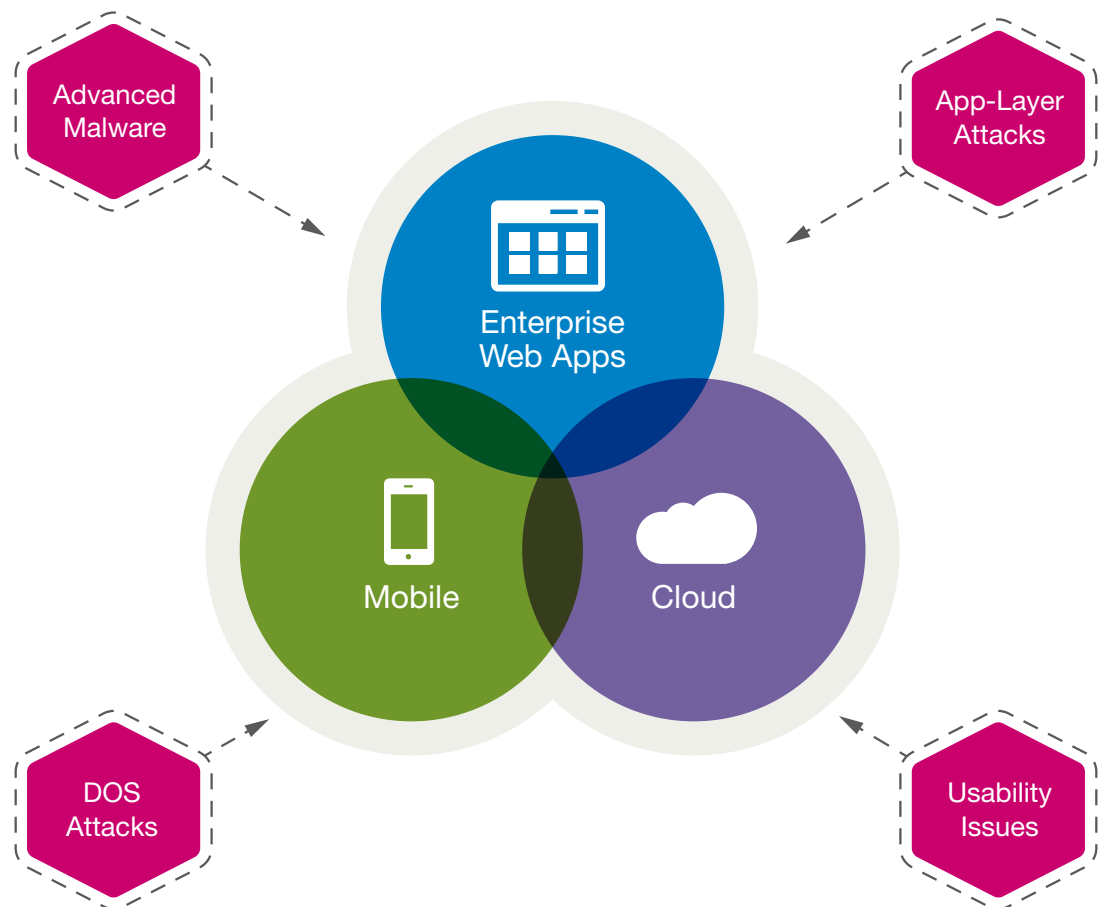 Advanced
Malware
App-Layer
Attacks
Enterprise
Web Apps
Mobile
Cloud
DOS
Attacks
Usability
Issues